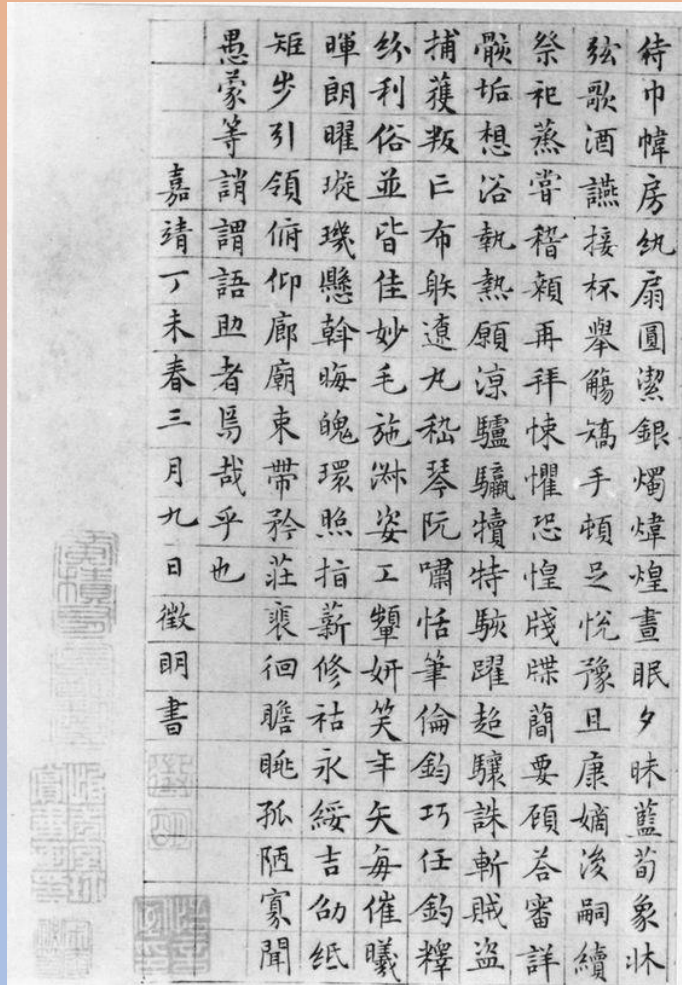 侍巾幃房紈扇圓潔銀燭煒煌晝眠夕昧藍荀象牀
弦歌酒讌接杯舉觴矯手頓足悅豫且康嫡後嗣續
祭祀蒸嘗稽顙再拜悚懼恐惶牋牒簡要顧答審詳
骸垢想浴執熱願涼驢騾犢特駭躍超驤誅斬賊盜
捕獲叛亡布射遼丸嵇琴阮嘯恬筆倫鈞巧任釣釋
紛利俗並皆佳妙毛施淑姿工顰妍笑年矢每催曦
暉朗曜璇璣懸斡晦魄環照指薪修祜永綏吉劭紙
矩步引領俯仰廊廟束帶矜莊裴徊瞻眺孤陋寡聞
愚蒙等誚謂語助者焉哉乎也
嘉靖丁未春三月九日徵明書